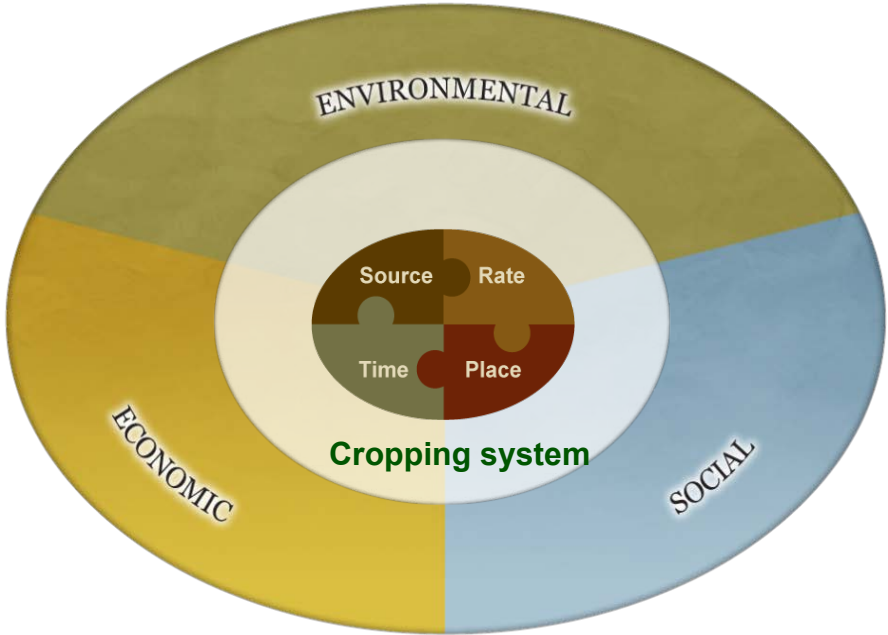 ENVIRONMENTAL
Source
Rate
Time
Place
Cropping system
ECONOMIC
SOCIAL